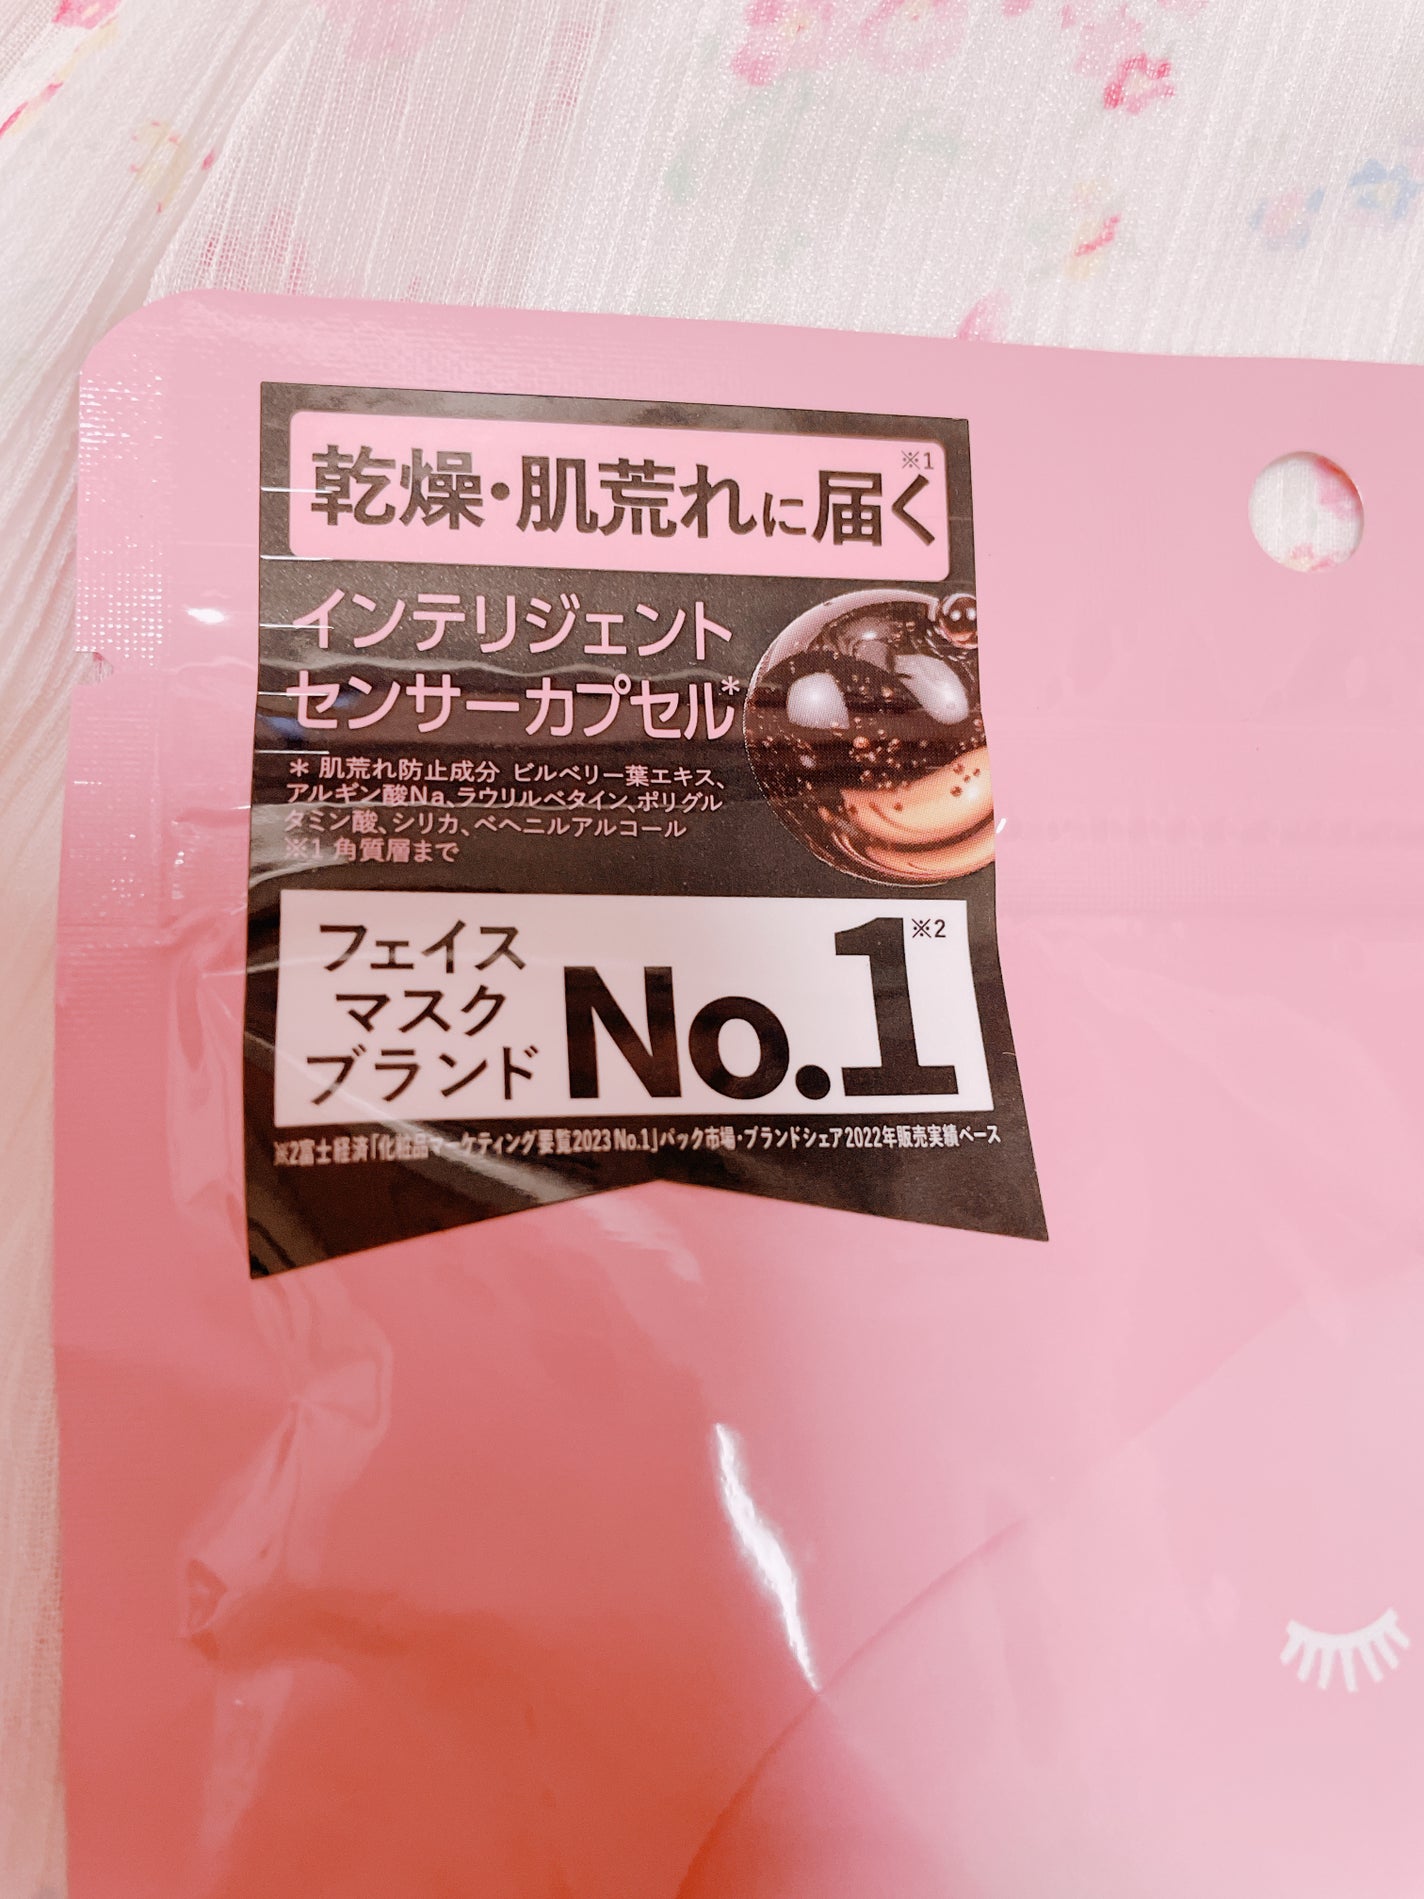 乾燥・肌荒れに届く※1
インテリジェント
センサーカプセル*
* 肌荒れ防止成分 ビルベリー葉エキス、
アルギン酸Na、ラウリルベタイン、ポリグル
タミン酸、シリカ、ベヘニルアルコール
※1 角質層まで
フェイス
マスク
ブランド
No.1※2
※2富士経済「化粧品マーケティング要覧2023 No.1」パック市場・ブランドシェア2022年販売実績ベース